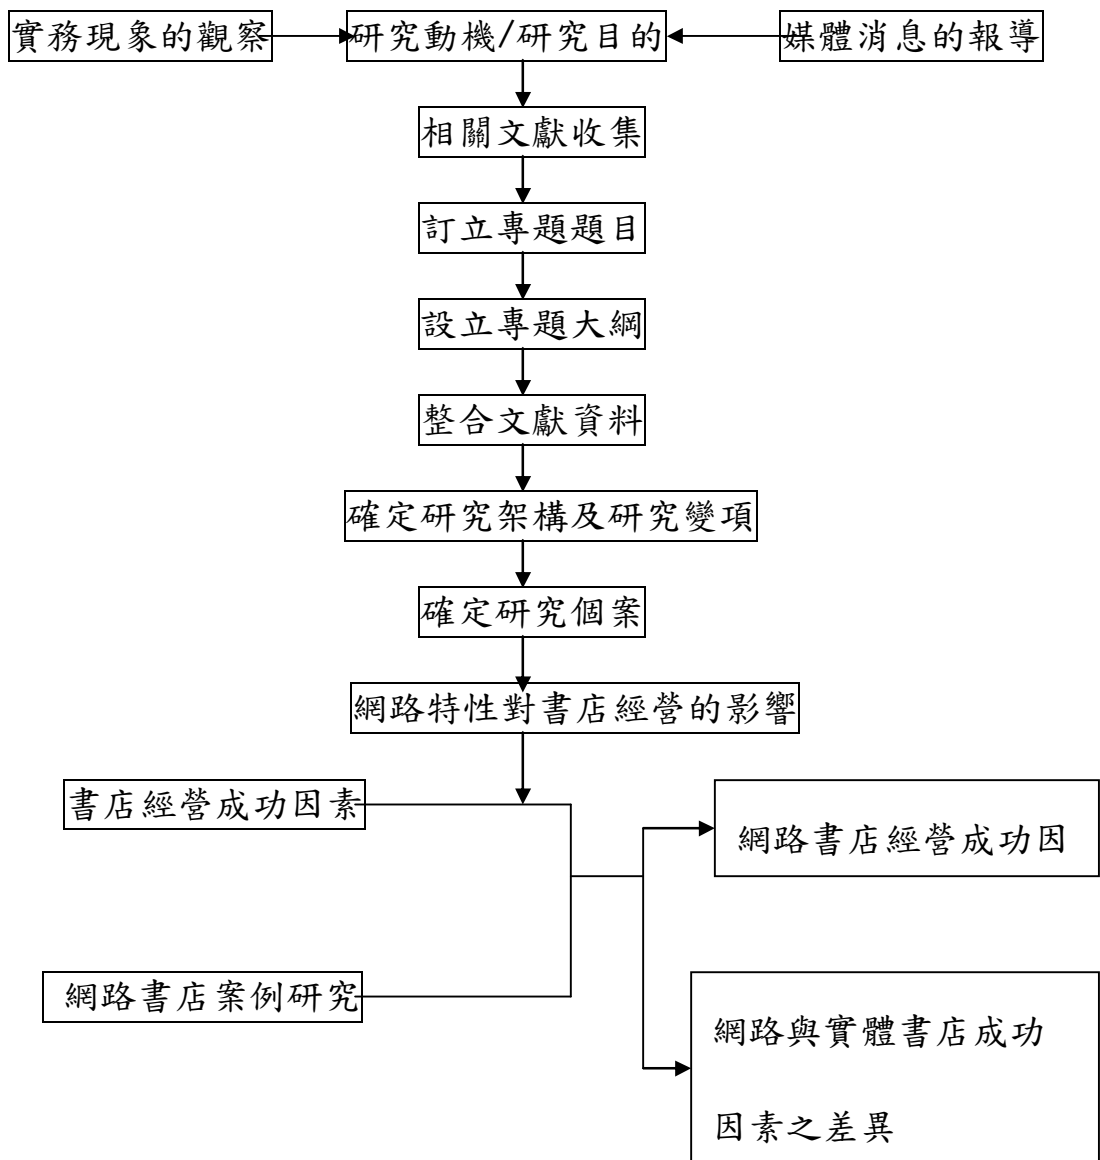 實務現象的觀察
研究動機/研究目的
媒體消息的報導
相關文獻收集
訂立專題題目
設立專題大綱
整合文獻資料
確定研究架構及研究變項
確定研究個案
網路特性對書店經營的影響
書店經營成功因素
網路書店經營成功因
網路書店案例研究
網路與實體書店成功
因素之差異